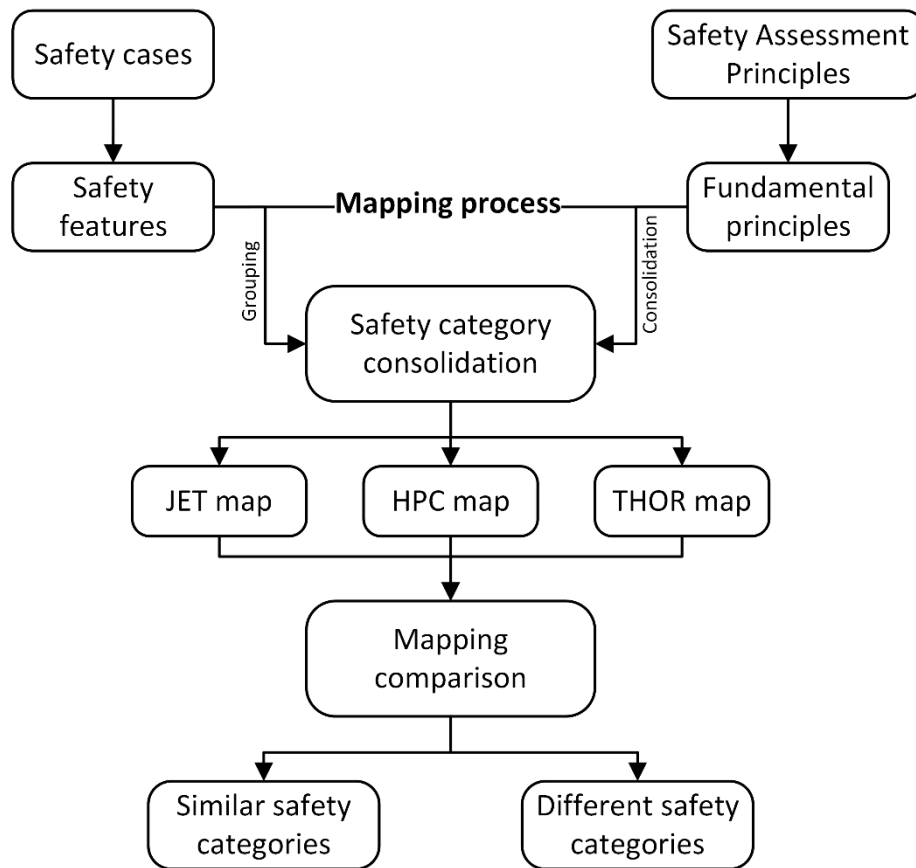 Safety cases
Safety Assessment
Principles
Safety
features
Mapping process
Fundamental
principles
Grouping
Consolidation
Safety category
consolidation
JET map
HPC map
THOR map
Mapping
comparison
Similar safety
categories
Different safety
categories